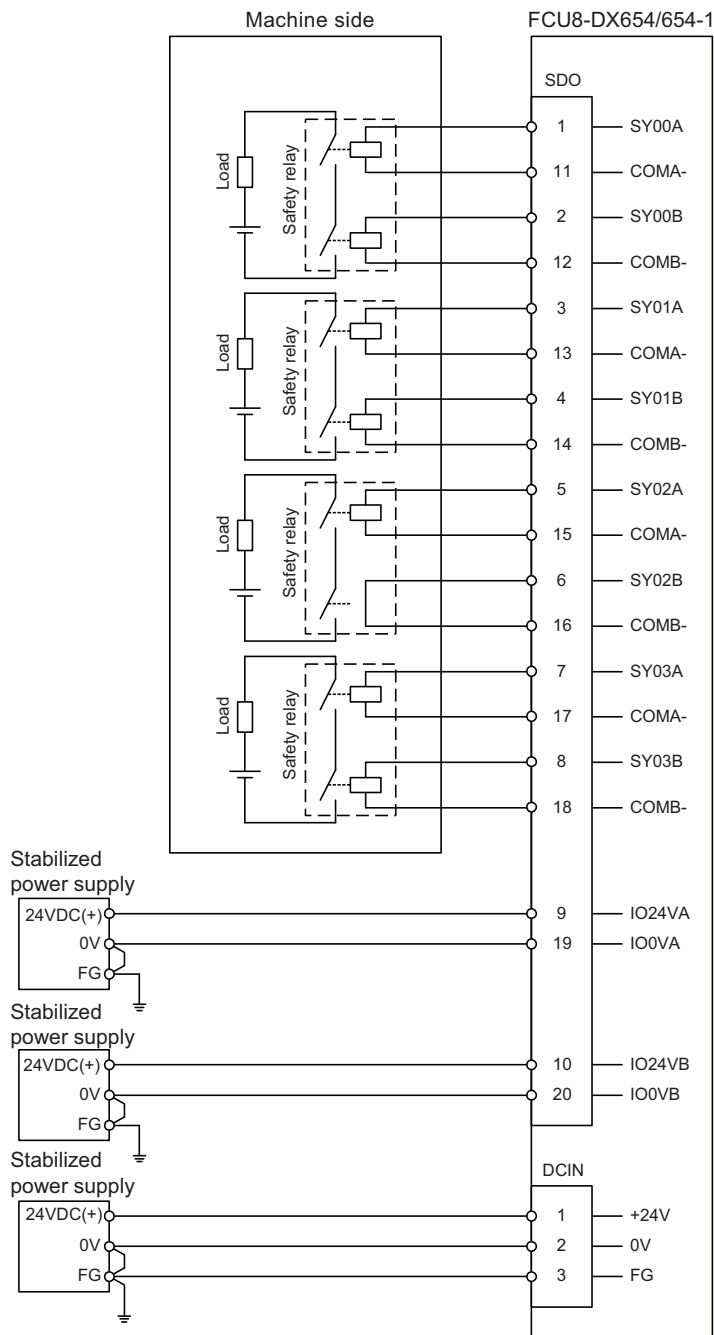 Machine side
FCU8-DX654/654-1
SDO
Load
Safety relay
1 SY00A
11 COMA-
2 SY00B
12 COMB-
Load
Safety relay
3 SY01A
13 COMA-
4 SY01B
14 COMB-
Load
Safety relay
5 SY02A
15 COMA-
6 SY02B
16 COMB-
Load
Safety relay
7 SY03A
17 COMA-
8 SY03B
18 COMB-
Stabilized
power supply
24VDC(+)
0V
FG
9 IO24VA
19 IO0VA
Stabilized
power supply
24VDC(+)
0V
FG
10 IO24VB
20 IO0VB
Stabilized
power supply
24VDC(+)
0V
FG
DCIN
1 +24V
2 0V
3 FG